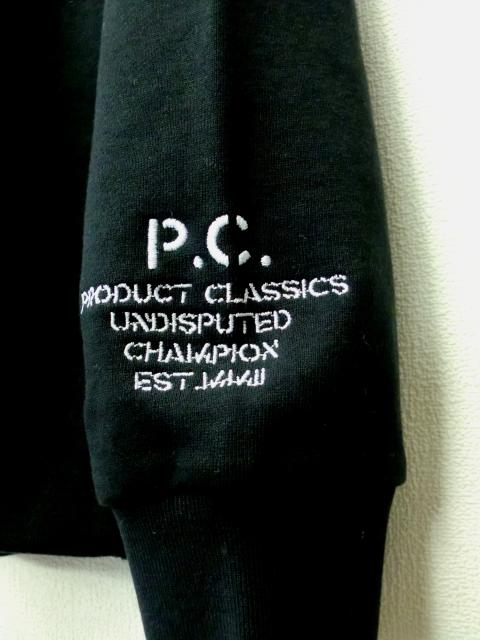 P.C.
PRODUCT CLASSICS
UNDISPUTED
CHAMPION
EST.